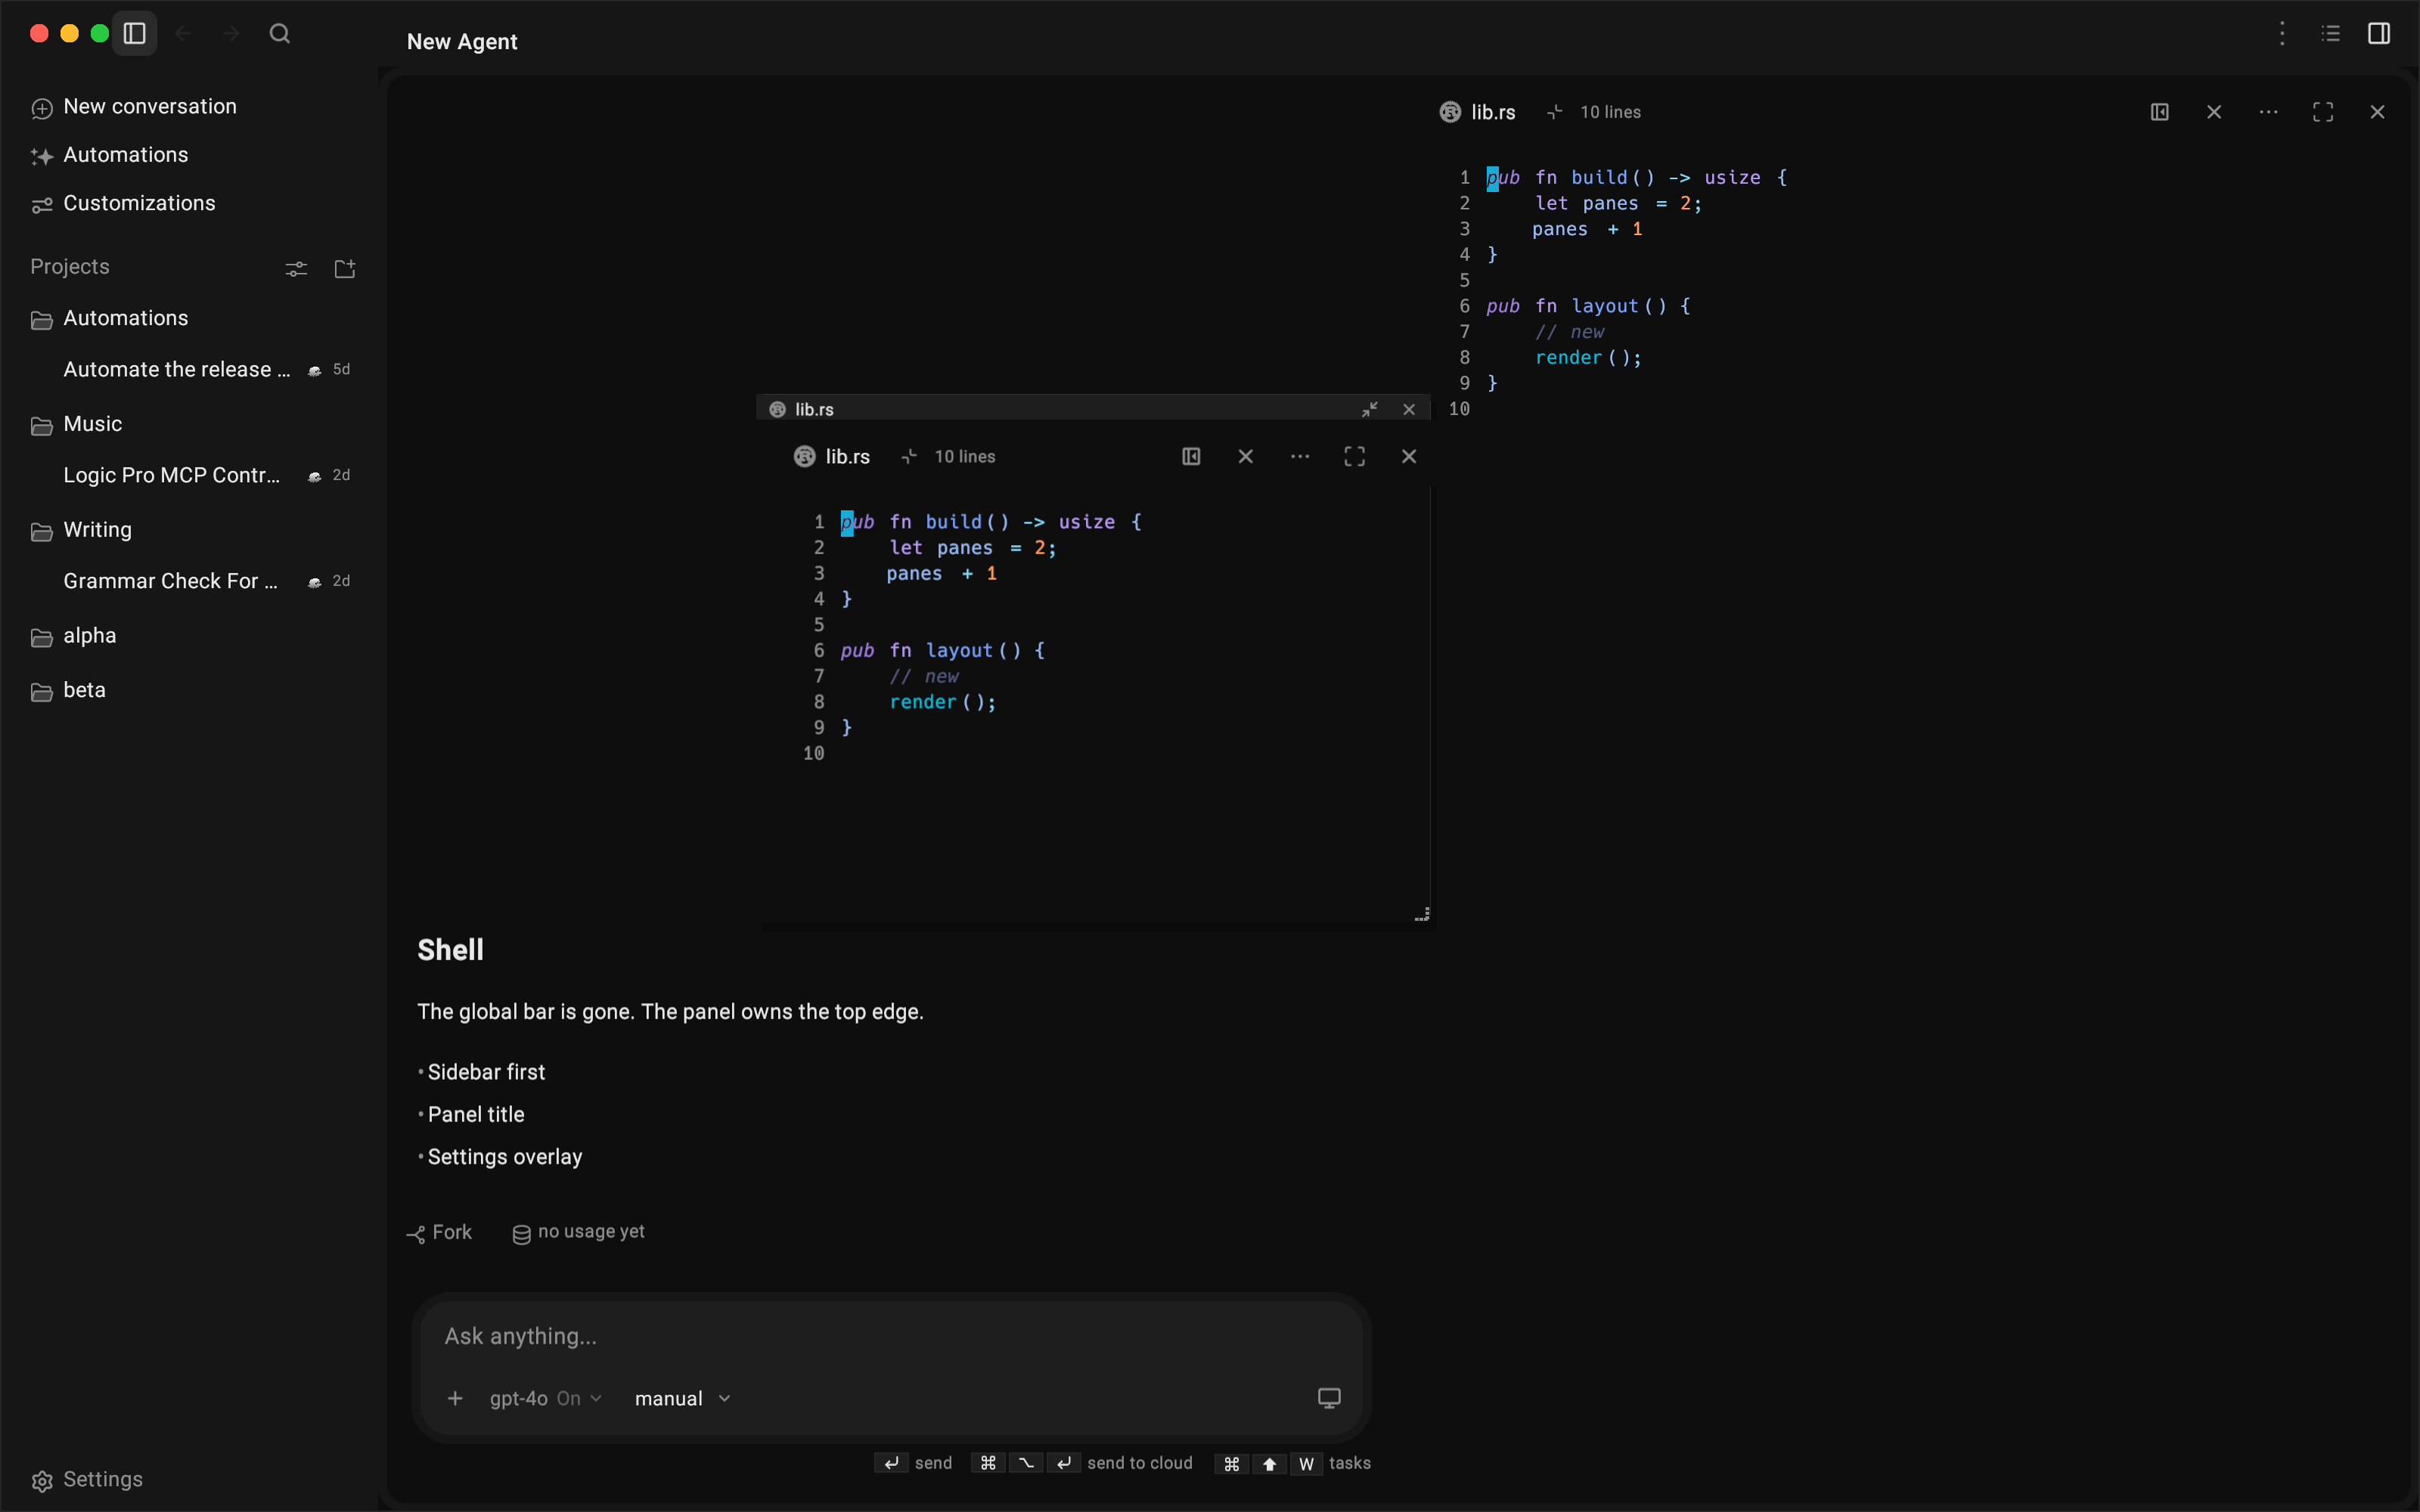 New Agent
New conversation
Automations
Customizations
Projects
Automations
Automate the release ... 5d
Music
Logic Pro MCP Contr... 2d
Writing
Grammar Check For ... 2d
alpha
beta
Settings
lib.rs 10 lines
1 pub fn build() -> usize {
2     let panes = 2;
3     panes + 1
4 }
5
6 pub fn layout() {
7     // new
8     render();
9 }
10
lib.rs
lib.rs 10 lines
1 pub fn build() -> usize {
2     let panes = 2;
3     panes + 1
4 }
5
6 pub fn layout() {
7     // new
8     render();
9 }
10
Shell
The global bar is gone. The panel owns the top edge.
• Sidebar first
• Panel title
• Settings overlay
Fork no usage yet
Ask anything...
+ gpt-4o On manual
↵ send ⌘ ⌥ ↵ send to cloud ⌘ ⬆ W tasks